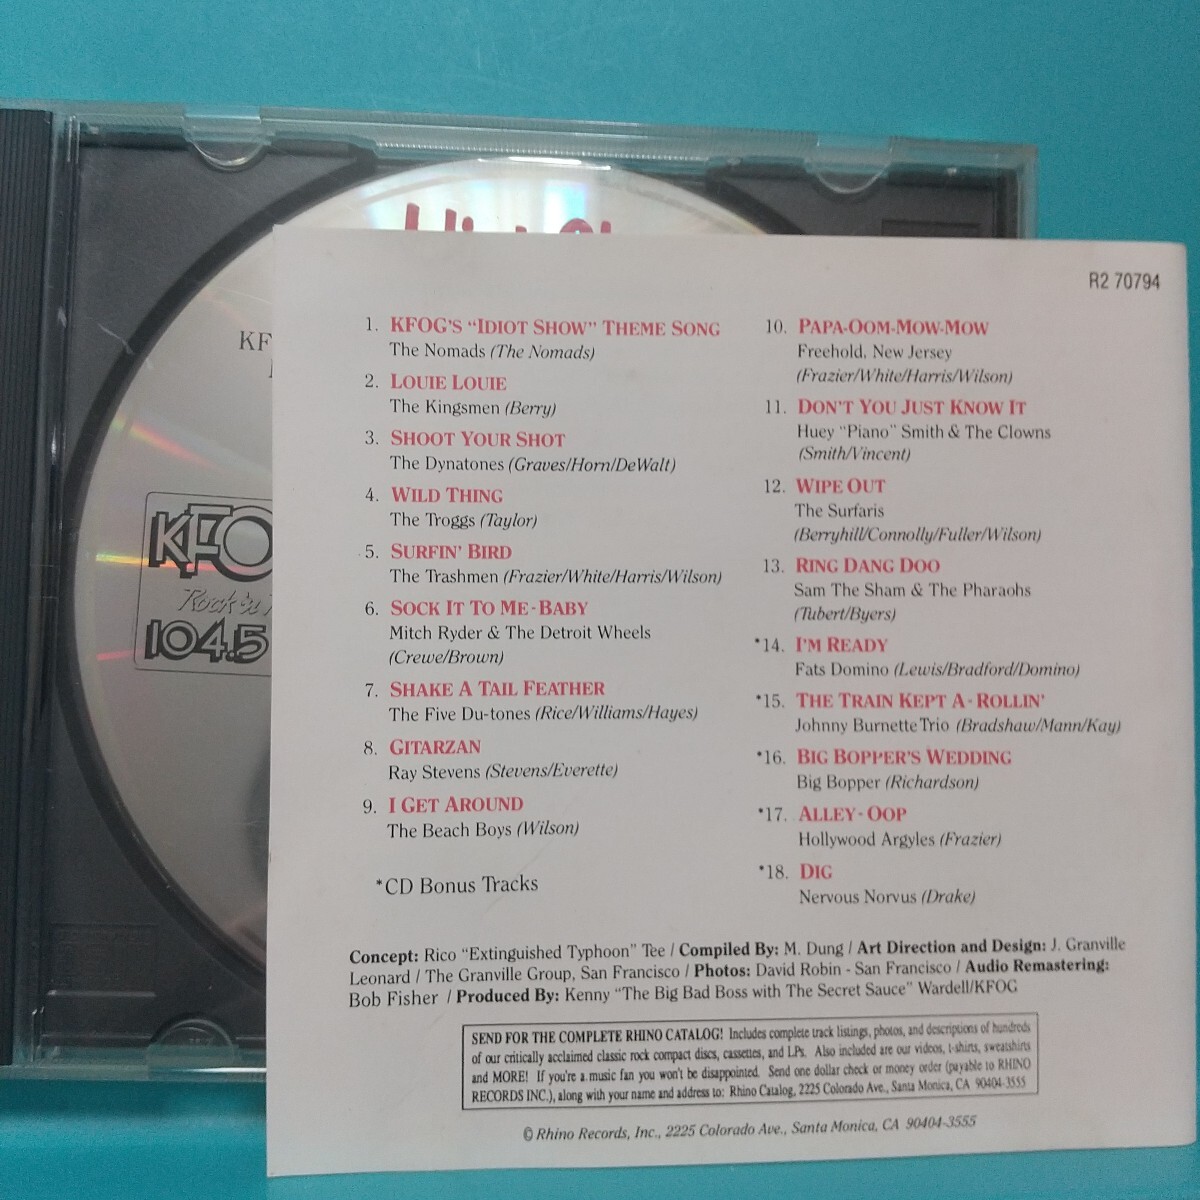 KFO
Rock 'n
104.5
R2 70794
1. KFOG'S "IDIOT SHOW" THEME SONG
The Nomads (The Nomads)
2. LOUIE LOUIE
The Kingsmen (Berry)
3. SHOOT YOUR SHOT
The Dynatones (Graves/Horn/DeWalt)
4. WILD THING
The Troggs (Taylor)
5. SURFIN' BIRD
The Trashmen (Frazier/White/Harris/Wilson)
6. SOCK IT TO ME-BABY
Mitch Ryder & The Detroit Wheels
(Crewe/Brown)
7. SHAKE A TAIL FEATHER
The Five Du-tones (Rice/Williams/Hayes)
8. GITARZAN
Ray Stevens (Stevens/Everette)
9. I GET AROUND
The Beach Boys (Wilson)
*CD Bonus Tracks
10. PAPA-OOM-MOW-MOW
Freehold, New Jersey
(Frazier/White/Harris/Wilson)
11. DON'T YOU JUST KNOW IT
Huey "Piano" Smith & The Clowns
(Smith/Vincent)
12. WIPE OUT
The Surfaris
(Berryhill/Connolly/Fuller/Wilson)
13. RING DANG DOO
Sam The Sham & The Pharaohs
(Tubert/Byers)
*14. I'M READY
Fats Domino (Lewis/Bradford/Domino)
*15. THE TRAIN KEPT A-ROLLIN'
Johnny Burnette Trio (Bradshaw/Mann/Kay)
*16. BIG BOPPER'S WEDDING
Big Bopper (Richardson)
*17. ALLEY-OOP
Hollywood Argyles (Frazier)
*18. DIG
Nervous Norvus (Drake)
Concept: Rico "Extinguished Typhoon" Tee / Compiled By: M. Dung / Art Direction and Design: J. Granville
Leonard / The Granville Group, San Francisco / Photos: David Robin - San Francisco / Audio Remastering:
Bob Fisher / Produced By: Kenny "The Big Bad Boss with The Secret Sauce" Wardell/KFOG
SEND FOR THE COMPLETE RHINO CATALOG! Includes complete track listings, photos, and descriptions of hundreds
of our critically acclaimed classic rock compact discs, cassettes, and LPs. Also included are our videos, t-shirts, sweatshirts
and MORE! If you're a music fan you won't be disappointed. Send one dollar check or money order (payable to RHINO
RECORDS INC.), along with your name and address to: Rhino Catalog, 2225 Colorado Ave., Santa Monica, CA 90404-3555
© Rhino Records, Inc., 2225 Colorado Ave., Santa Monica, CA 90404-3555